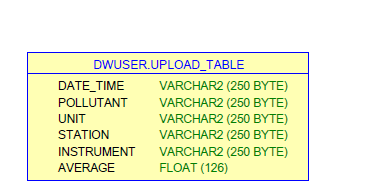 DWUSER.UPLOAD_TABLE
DATE_TIME VARCHAR2 (250 BYTE)
POLLUTANT VARCHAR2 (250 BYTE)
UNIT VARCHAR2 (250 BYTE)
STATION VARCHAR2 (250 BYTE)
INSTRUMENT VARCHAR2 (250 BYTE)
AVERAGE FLOAT (126)